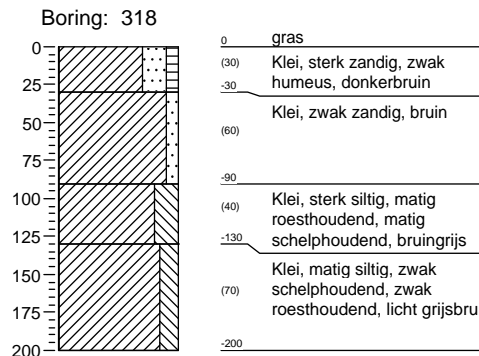 Boring: 318
0
25
50
75
100
125
150
175
200
0 gras
(30) Klei, sterk zandig, zwak
humeus, donkerbruin
-30
Klei, zwak zandig, bruin
(60)
-90
Klei, sterk siltig, matig
(40) roesthoudend, matig
-130 schelphoudend, bruingrijs
Klei, matig siltig, zwak
(70) schelphoudend, zwak
roesthoudend, licht grijsbru
-200